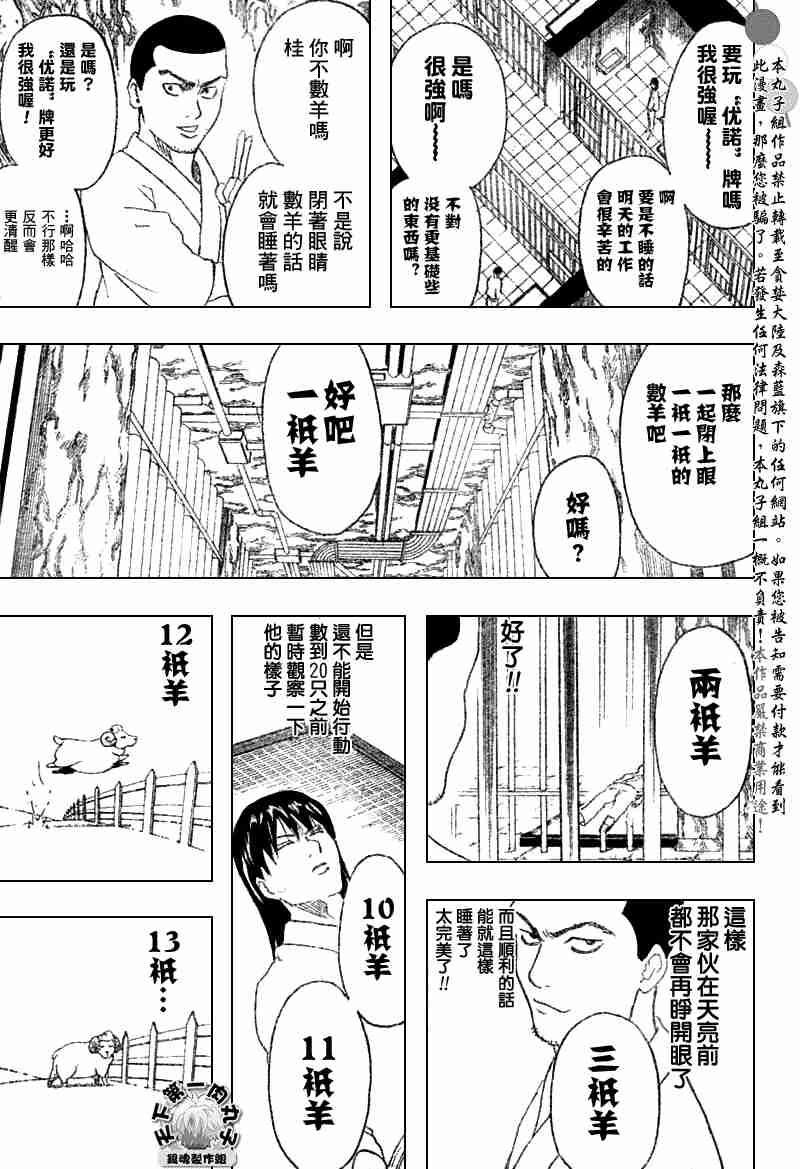 要玩“优諾”牌嗎
我很強喔～～～
是嗎
很強啊～～～
啊
要是不睡的話
明天的工作
會很辛苦的
不對
沒有更基礎些
的東西嗎？
啊
你不數羊嗎
桂
不是說
閉著眼睛
數羊的話
就會睡著嗎
是嗎？
還是玩
“优諾”牌更好
我很強喔！
…啊哈哈
不行那樣
反而會
更清醒
那麼
一起閉上眼
一祇一祇的
數羊吧
好嗎？
好吧
一祇羊
兩祇羊
好了!!
這樣
那家伙在天亮前
都不會再睜開眼了
而且順利的話
能就這樣
睡著了
太完美了!!
三祇羊
但是
還不能開始行動
數到20只之前
暫時觀察一下
他的樣子
10
祇羊
11
祇羊
12
祇羊
13
祇…
本丸子組作品禁止轉載至貪婪大陸及森藍旗下的任何網站。如果您被告知需要付款才能看到
此漫畫，那麼您被騙了。若發生任何法律問題，本丸子組一概不負責！本作品嚴禁商業用途！
天下第一肉丸子
銀魂製作組